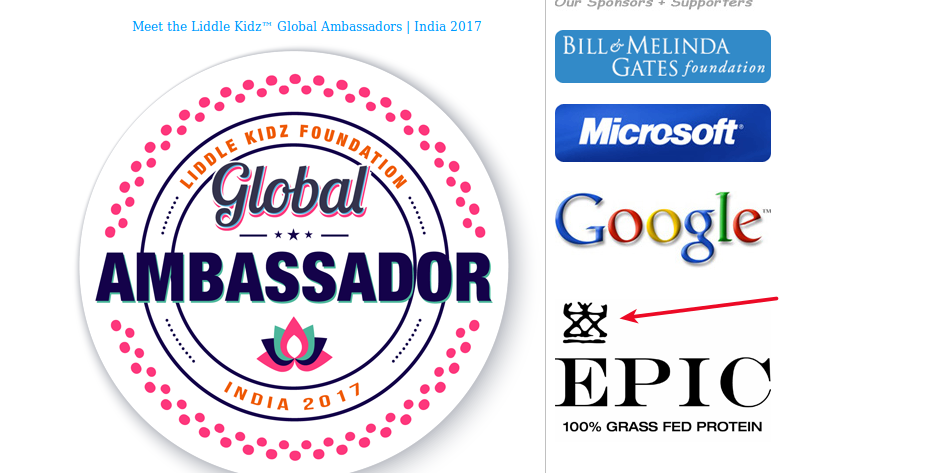 Meet the Liddle Kidz™ Global Ambassadors | India 2017
LIDDLE KIDZ FOUNDATION
Global
AMBASSADOR
INDIA 2017
Our Sponsors + Supporters
BILL & MELINDA
GATES foundation
Microsoft®
Google™
EPIC
100% GRASS FED PROTEIN